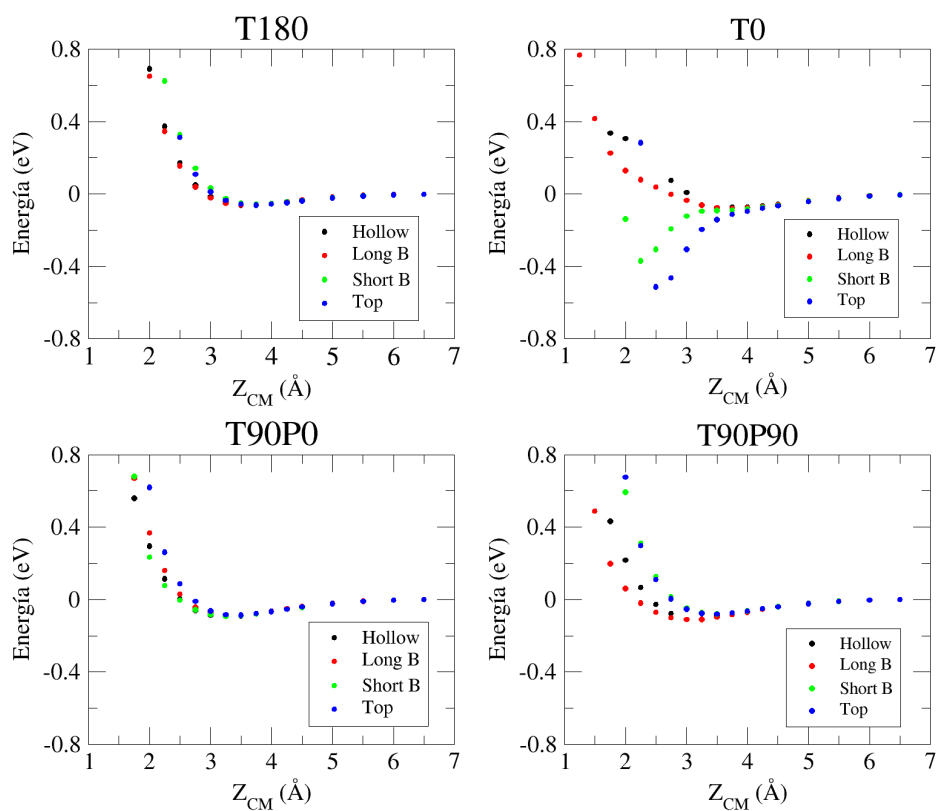 T180
0.8
0.4
0
-0.4
-0.8
Energía (eV)
Hollow
Long B
Short B
Top
1 2 3 4 5 6 7
Z_CM (Å)
T0
0.8
0.4
0
-0.4
-0.8
Energía (eV)
Hollow
Long B
Short B
Top
1 2 3 4 5 6 7
Z_CM (Å)
T90P0
0.8
0.4
0
-0.4
-0.8
Energía (eV)
Hollow
Long B
Short B
Top
1 2 3 4 5 6 7
Z_CM (Å)
T90P90
0.8
0.4
0
-0.4
-0.8
Energía (eV)
Hollow
Long B
Short B
Top
1 2 3 4 5 6 7
Z_CM (Å)